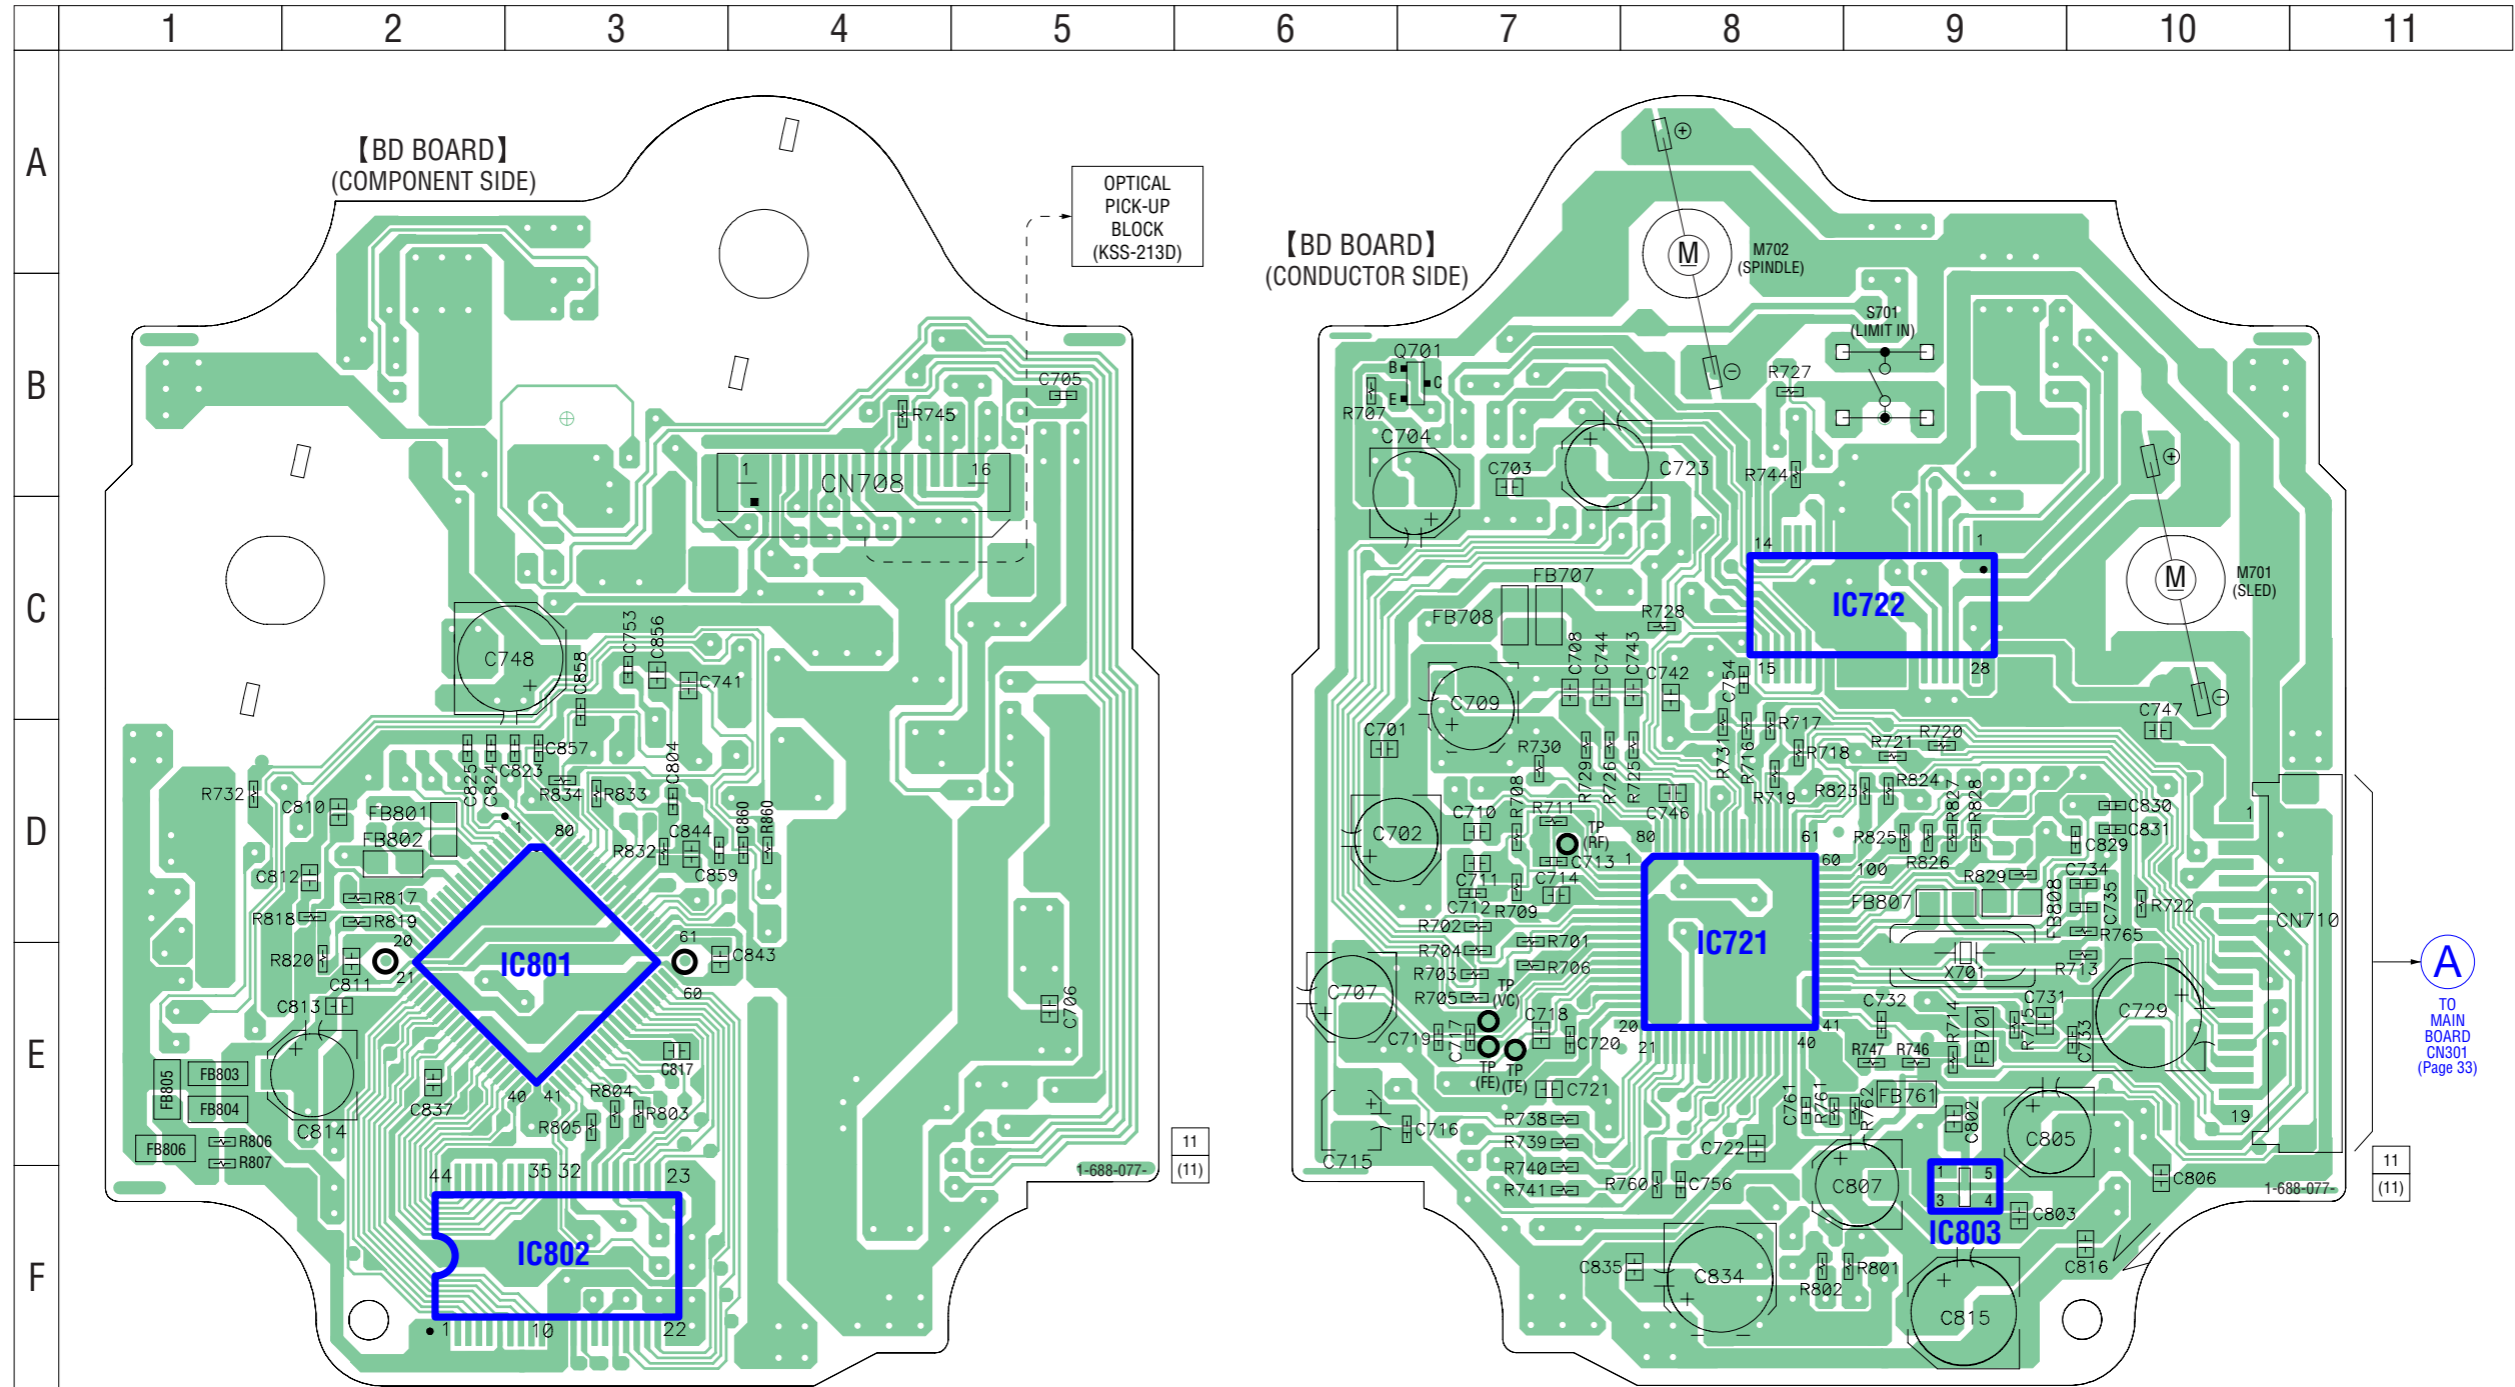 1 2 3 4 5 6 7 8 9 10 11
A
B
C
D
E
F
【BD BOARD】
(COMPONENT SIDE)
OPTICAL
PICK-UP
BLOCK
(KSS-213D)
C705
R745
1 16
CN708
C748
C858
C753
C856
C741
C825
C824
C823
C857
R834
R833
C804
R732
C810
FB801
FB802
1
80
R832
C844
C860
R860
C859
C812
R817
R818
R819
20
61
R820
21
IC801
C843
C811
60
C813
C706
C817
FB803
FB805
FB804
C837
40 41
R804
R803
R805
C814
R806
FB806
R807
44 35 32 23
1-688-077-
11
(11)
IC802
1 10 22
【BD BOARD】
(CONDUCTOR SIDE)
M
M702
(SPINDLE)
S701
(LIMIT IN)
Q701
B
C
E
R707
R727
C704
C703
C723
R744
14 1
FB707
IC722
M
M701
(SLED)
FB708
R728
C708
C744
C743
C742
C754
15 28
C709
C701
R730
R729
R726
R725
R731
R716
R717
R718
R721
R720
C747
R708
R719
R823
R824
R827
R828
C710
R711
C746
C830
1
C702
TP
(RF)
80
61
R825
C831
C713
1
60
R826
C829
C711
C714
100
R829
C734
C712
R709
FB807
FB808
C735
R722
CN710
R702
R701
IC721
R765
R704
R706
R703
X701
R713
A
TO
MAIN
BOARD
CN301
(Page 33)
C707
R705
TP
(VC)
C732
C731
C729
C719
C717
C718
C720
20
41
R714
FB701
R715
C733
21
40
R747
R746
TP
(FE)
TP
(TE)
C721
C761
R761
R762
FB761
C802
C805
19
R738
C716
R739
C722
C715
R740
R741
R760
C756
C807
1 5
3 4
C806
1-688-077-
11
(11)
IC803
C803
C835
C834
R801
R802
C816
C815